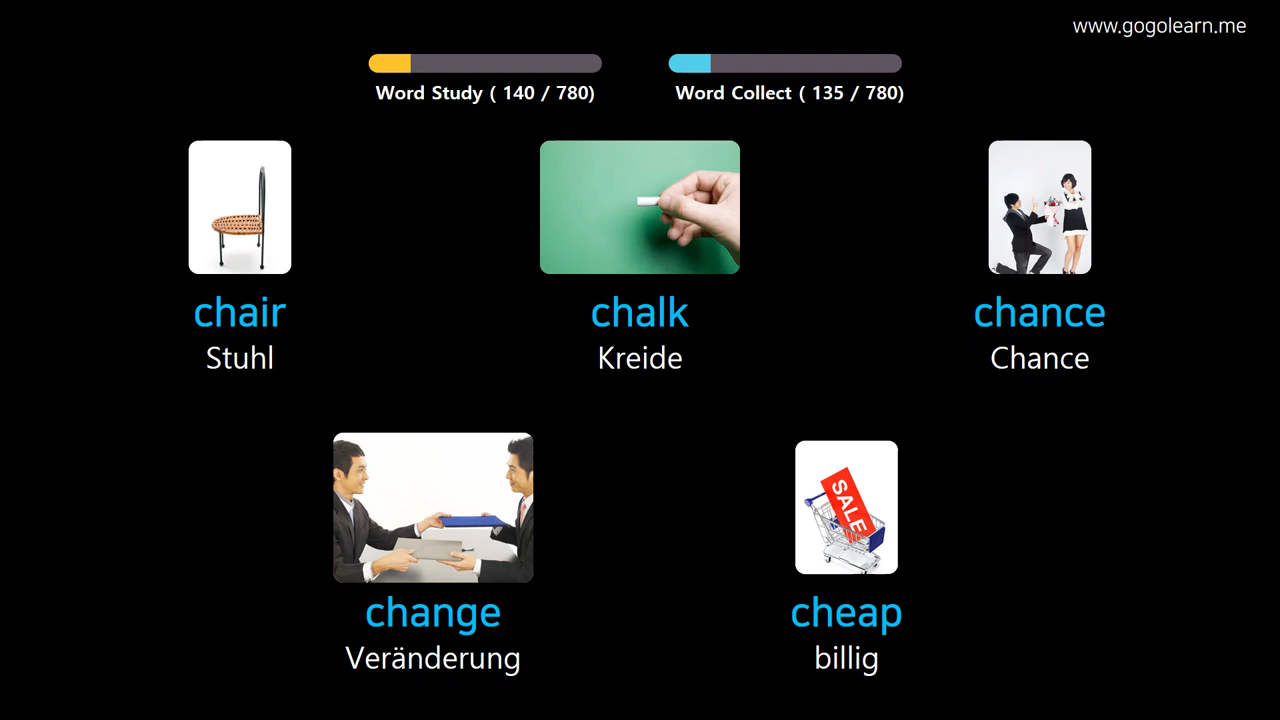 www.gogolearn.me
Word Study ( 140 / 780)
Word Collect ( 135 / 780)
chair
Stuhl
chalk
Kreide
chance
Chance
change
Veränderung
SALE
cheap
billig